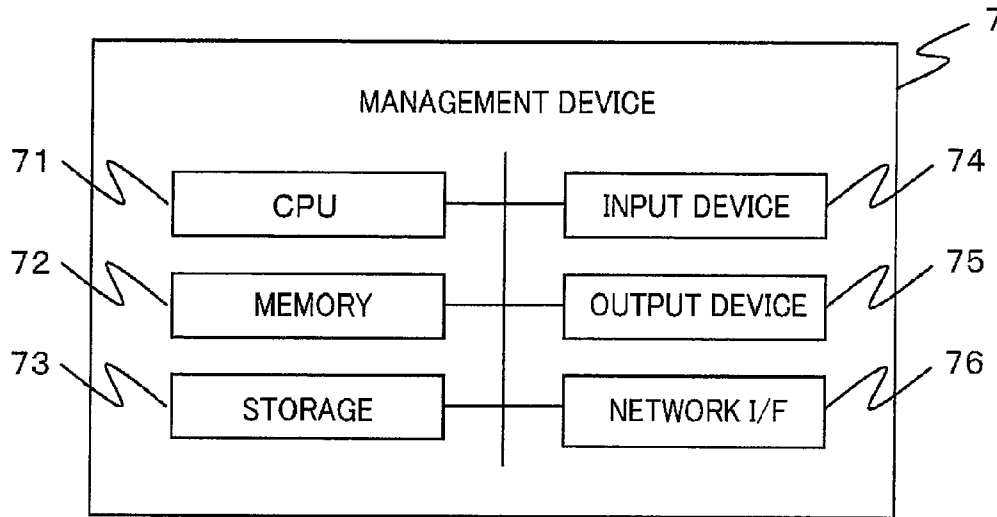 7
MANAGEMENT DEVICE
71 CPU INPUT DEVICE 74
72 MEMORY OUTPUT DEVICE 75
73 STORAGE NETWORK I/F 76